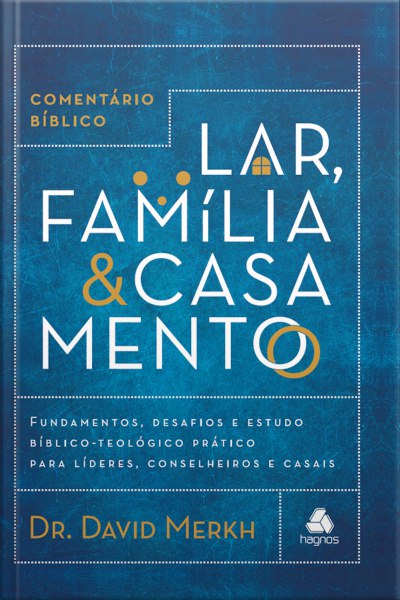 COMENTÁRIO
BÍBLICO
LAR,
FAMÍLIA
&CASA
MENTO
FUNDAMENTOS, DESAFIOS E ESTUDO
BÍBLICO-TEOLÓGICO PRÁTICO
PARA LÍDERES, CONSELHEIROS E CASAIS
DR. DAVID MERKH
hagnos